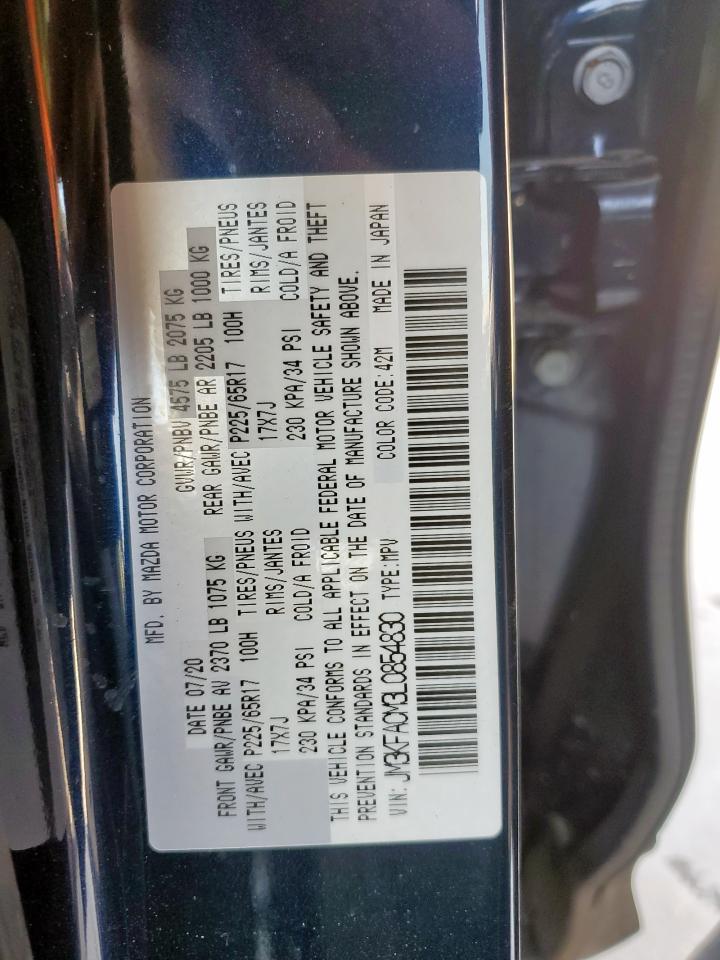 MFD. BY MAZDA MOTOR CORPORATION
DATE 07/20 GVWR/PNBV 4575 LB 2075 KG
FRONT GAWR/PNBE AV 2370 LB 1075 KG REAR GAWR/PNBE AR 2205 LB 1000 KG
WITH/AVEC P225/65R17 100H TIRES/PNEUS WITH/AVEC P225/65R17 100H TIRES/PNEUS
17X7J RIMS/JANTES 17X7J RIMS/JANTES
230 KPA/34 PSI COLD/A FROID 230 KPA/34 PSI COLD/A FROID
THIS VEHICLE CONFORMS TO ALL APPLICABLE FEDERAL MOTOR VEHICLE SAFETY AND THEFT
PREVENTION STANDARDS IN EFFECT ON THE DATE OF MANUFACTURE SHOWN ABOVE.
VIN: JM3KFACM3L0854830 TYPE: MPV COLOR CODE: 42M MADE IN JAPAN